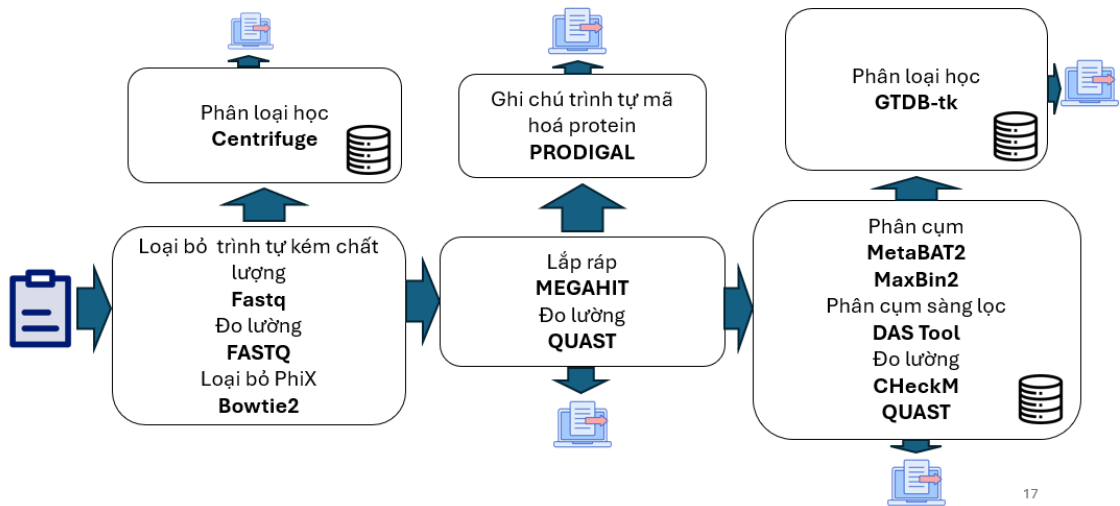 Phân loại học
Centrifuge
Ghi chú trình tự mã
hoá protein
PRODIGAL
Phân loại học
GTDB-tk
Loại bỏ trình tự kém chất
lượng
Fastq
Đo lường
FASTQ
Loại bỏ PhiX
Bowtie2
Lắp ráp
MEGAHIT
Đo lường
QUAST
Phân cụm
MetaBAT2
MaxBin2
Phân cụm sàng lọc
DAS Tool
Đo lường
CHeckM
QUAST
17